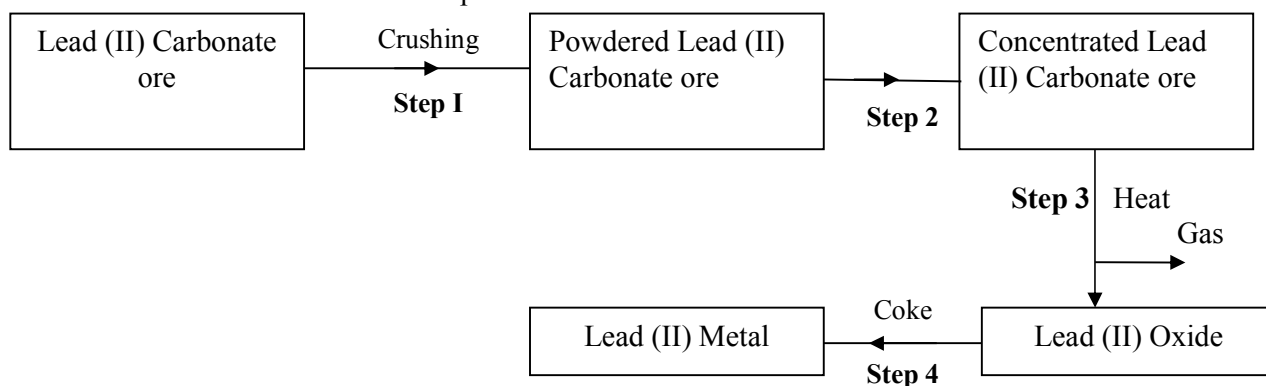 Lead (II) Carbonate
ore
Crushing
Step I
Powdered Lead (II)
Carbonate ore
Step 2
Concentrated Lead
(II) Carbonate ore
Step 3
Heat
Gas
Lead (II) Oxide
Coke
Step 4
Lead (II) Metal